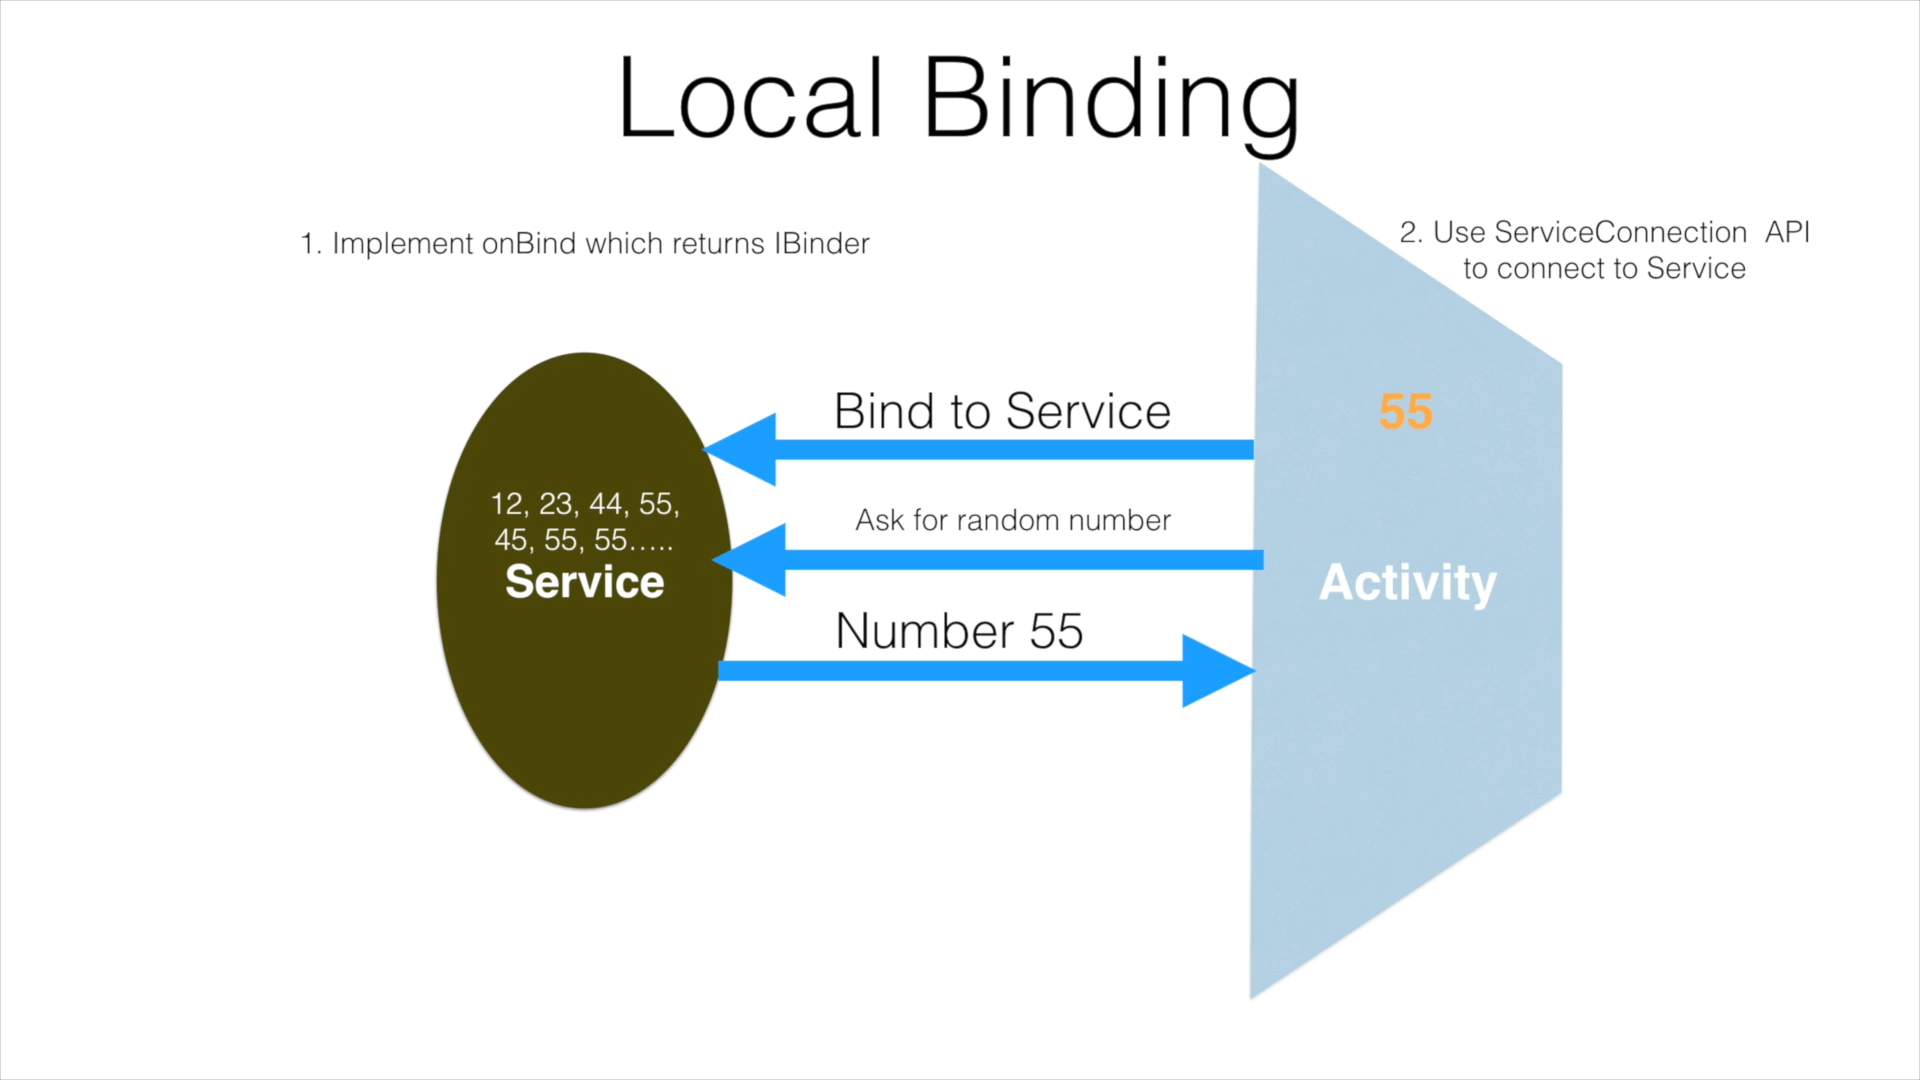 Local Binding
1. Implement onBind which returns IBinder
2. Use ServiceConnection  API
to connect to Service
Bind to Service
55
12, 23, 44, 55,
45, 55, 55.....
Service
Ask for random number
Activity
Number 55